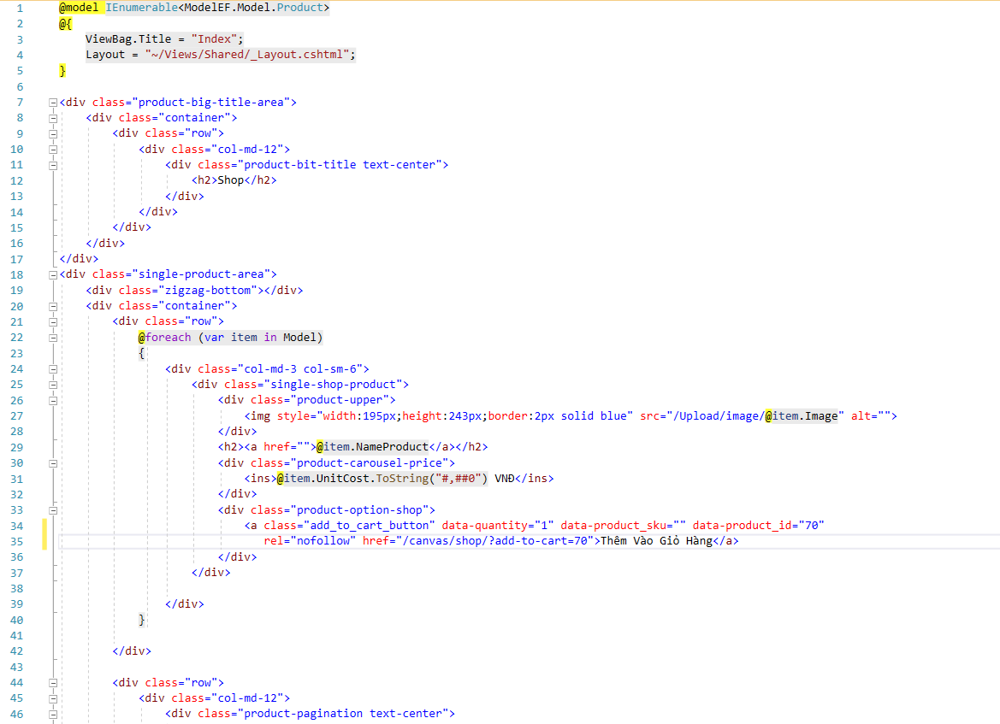 1 @model IEnumerable<ModelEF.Model.Product>
2 @{
3 ViewBag.Title = "Index";
4 Layout = "~/Views/Shared/_Layout.cshtml";
5 }
6
7 <div class="product-big-title-area">
8 <div class="container">
9 <div class="row">
10 <div class="col-md-12">
11 <div class="product-bit-title text-center">
12 <h2>Shop</h2>
13 </div>
14 </div>
15 </div>
16 </div>
17 </div>
18 <div class="single-product-area">
19 <div class="zigzag-bottom"></div>
20 <div class="container">
21 <div class="row">
22 @foreach (var item in Model)
23 {
24 <div class="col-md-3 col-sm-6">
25 <div class="single-shop-product">
26 <div class="product-upper">
27 <img style="width:195px;height:243px;border:2px solid blue" src="/Upload/image/@item.Image" alt="">
28 </div>
29 <h2><a href="">@item.NameProduct</a></h2>
30 <div class="product-carousel-price">
31 <ins>@item.UnitCost.ToString("#,##0") VNĐ</ins>
32 </div>
33 <div class="product-option-shop">
34 <a class="add_to_cart_button" data-quantity="1" data-product_sku="" data-product_id="70"
35 rel="nofollow" href="/canvas/shop/?add-to-cart=70">Thêm Vào Giỏ Hàng</a>
36 </div>
37 </div>
38
39 </div>
40 }
41
42 </div>
43
44 <div class="row">
45 <div class="col-md-12">
46 <div class="product-pagination text-center">